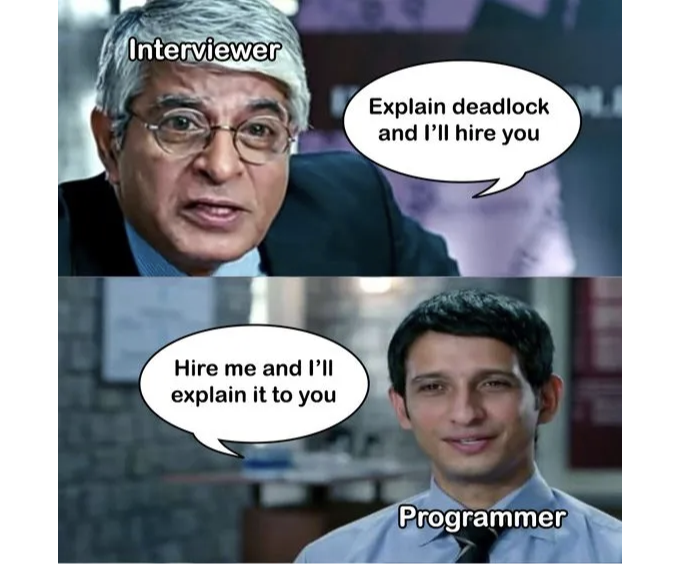 Interviewer
Explain deadlock
and I'll hire you
Hire me and I'll
explain it to you
Programmer